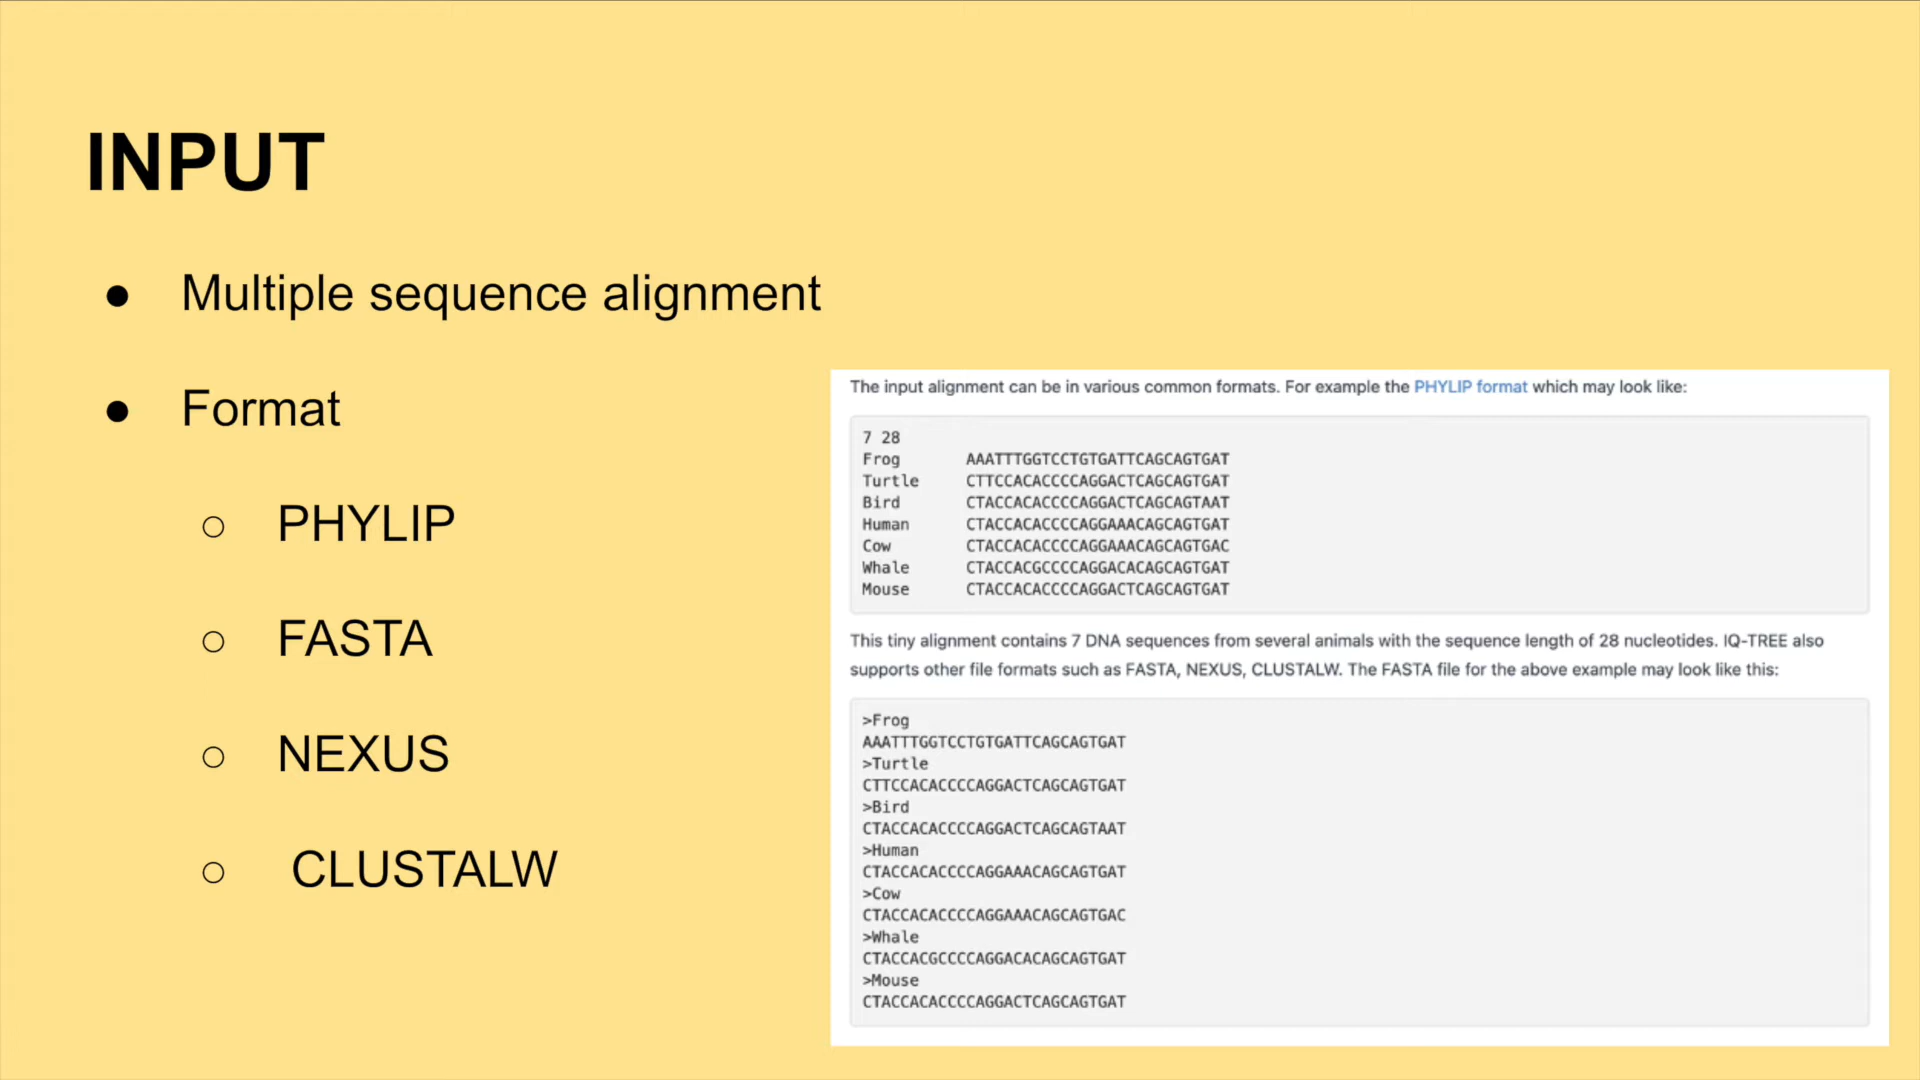 INPUT
● Multiple sequence alignment
● Format
○ PHYLIP
○ FASTA
○ NEXUS
○ CLUSTALW
The input alignment can be in various common formats. For example the PHYLIP format which may look like:
7 28
Frog AAATTTGGTCCTGTGATTCAGCAGTGAT
Turtle CTTCCACACCCCAGGACTCAGCAGTGAT
Bird CTACCACACCCCAGGACTCAGCAGTAAT
Human CTACCACACCCCAGGAAACAGCAGTGAT
Cow CTACCACACCCCAGGAAACAGCAGTGAC
Whale CTACCACGCCCCAGGACACAGCAGTGAT
Mouse CTACCACACCCCAGGACTCAGCAGTGAT
This tiny alignment contains 7 DNA sequences from several animals with the sequence length of 28 nucleotides. IQ-TREE also
supports other file formats such as FASTA, NEXUS, CLUSTALW. The FASTA file for the above example may look like this:
>Frog
AAATTTGGTCCTGTGATTCAGCAGTGAT
>Turtle
CTTCCACACCCCAGGACTCAGCAGTGAT
>Bird
CTACCACACCCCAGGACTCAGCAGTAAT
>Human
CTACCACACCCCAGGAAACAGCAGTGAT
>Cow
CTACCACACCCCAGGAAACAGCAGTGAC
>Whale
CTACCACGCCCCAGGACACAGCAGTGAT
>Mouse
CTACCACACCCCAGGACTCAGCAGTGAT